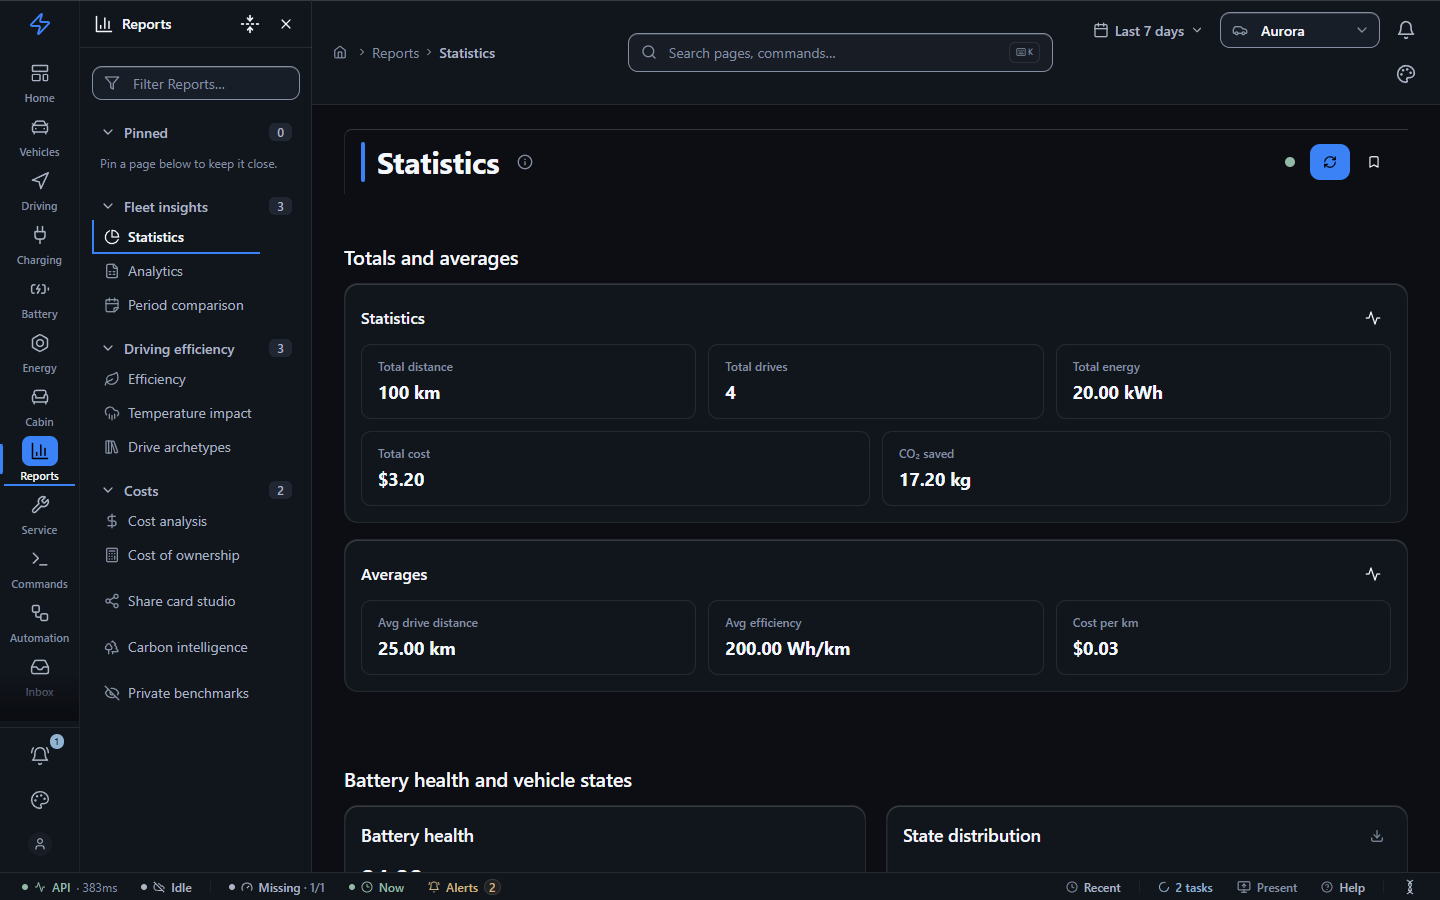 Reports
Home
Vehicles
Driving
Charging
Battery
Energy
Cabin
Reports
Service
Commands
Automation
Inbox
1
Filter Reports...
Pinned 0
Pin a page below to keep it close.
Fleet insights 3
Statistics
Analytics
Period comparison
Driving efficiency 3
Efficiency
Temperature impact
Drive archetypes
Costs 2
Cost analysis
Cost of ownership
Share card studio
Carbon intelligence
Private benchmarks
Reports
Statistics
Search pages, commands...
K
Last 7 days
Aurora
Statistics
Totals and averages
Statistics
Total distance
100 km
Total drives
4
Total energy
20.00 kWh
Total cost
$3.20
CO₂ saved
17.20 kg
Averages
Avg drive distance
25.00 km
Avg efficiency
200.00 Wh/km
Cost per km
$0.03
Battery health and vehicle states
Battery health
State distribution
API · 383ms
Idle
Missing · 1/1
Now
Alerts 2
Recent
2 tasks
Present
Help